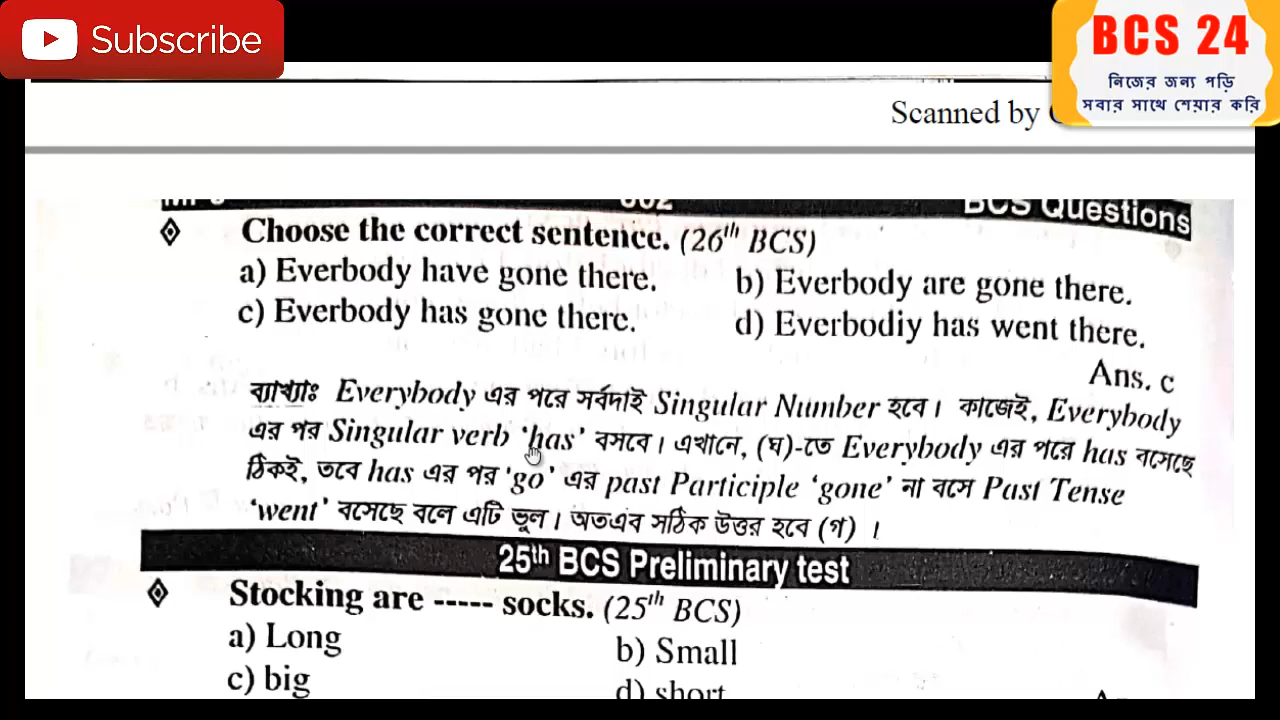 Subscribe
BCS 24
নিজের জন্য পড়ি
সবার সাথে শেয়ার করি
Scanned by
BCS Questions
Choose the correct sentence. (26th BCS)
a) Everbody have gone there. b) Everbody are gone there.
c) Everbody has gone there. d) Everbodiy has went there.
Ans. c
ব্যাখ্যাঃ Everybody এর পরে সর্বদাই Singular Number হবে। কাজেই, Everybody
এর পর Singular verb ‘has’ বসবে। এখানে, (ঘ)-তে Everybody এর পরে has বসেছে
ঠিকই, তবে has এর পর ‘go’ এর past Participle ‘gone’ না বসে Past Tense
‘went’ বসেছে বলে এটি ভুল। অতএব সঠিক উত্তর হবে (গ) ।
25th BCS Preliminary test
Stocking are ----- socks. (25th BCS)
a) Long b) Small
c) big d) short